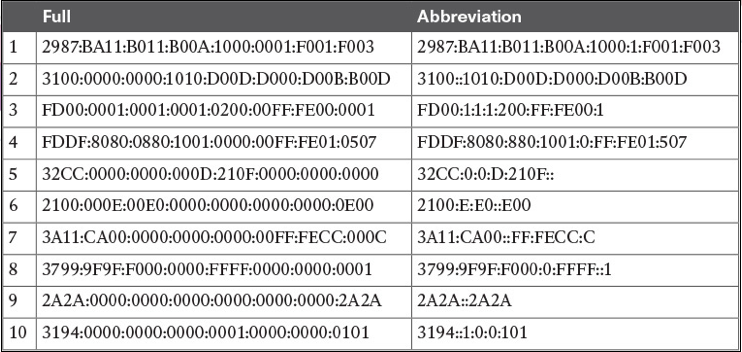 Full Abbreviation
1 2987:BA11:B011:B00A:1000:0001:F001:F003 2987:BA11:B011:B00A:1000:1:F001:F003
2 3100:0000:0000:1010:D00D:D000:D00B:B00D 3100::1010:D00D:D000:D00B:B00D
3 FD00:0001:0001:0001:0200:00FF:FE00:0001 FD00:1:1:1:200:FF:FE00:1
4 FDDF:8080:0880:1001:0000:00FF:FE01:0507 FDDF:8080:880:1001:0:FF:FE01:507
5 32CC:0000:0000:000D:210F:0000:0000:0000 32CC:0:0:D:210F::
6 2100:000E:00E0:0000:0000:0000:0000:0E00 2100:E:E0::E00
7 3A11:CA00:0000:0000:0000:00FF:FECC:000C 3A11:CA00::FF:FECC:C
8 3799:9F9F:F000:0000:FFFF:0000:0000:0001 3799:9F9F:F000:0:FFFF::1
9 2A2A:0000:0000:0000:0000:0000:0000:2A2A 2A2A::2A2A
10 3194:0000:0000:0000:0001:0000:0000:0101 3194::1:0:0:101